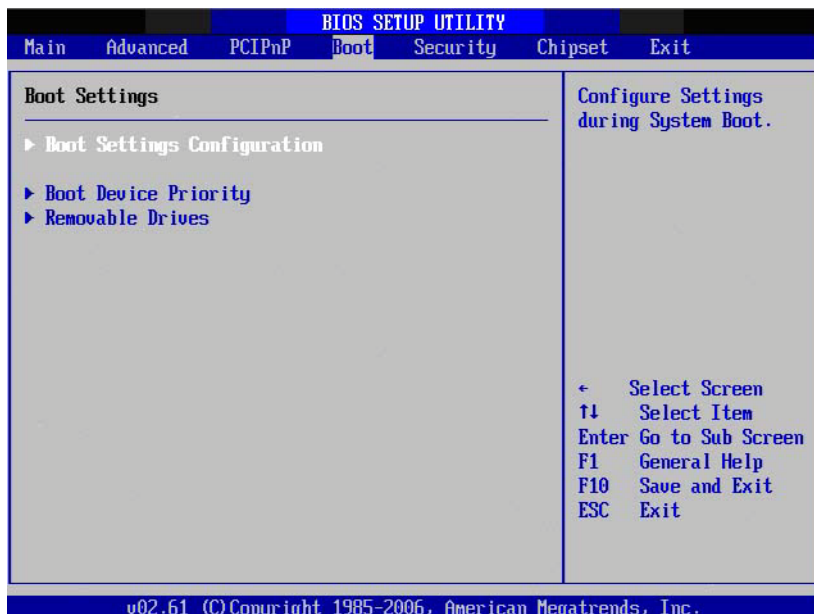 BIOS SETUP UTILITY
Main Advanced PCIPnP Boot Security Chipset Exit
Boot Settings
▶ Boot Settings Configuration
▶ Boot Device Priority
▶ Removable Drives
Configure Settings
during System Boot.
← Select Screen
↑↓ Select Item
Enter Go to Sub Screen
F1 General Help
F10 Save and Exit
ESC Exit
v02.61 (C)Copyright 1985-2006, American Megatrends, Inc.